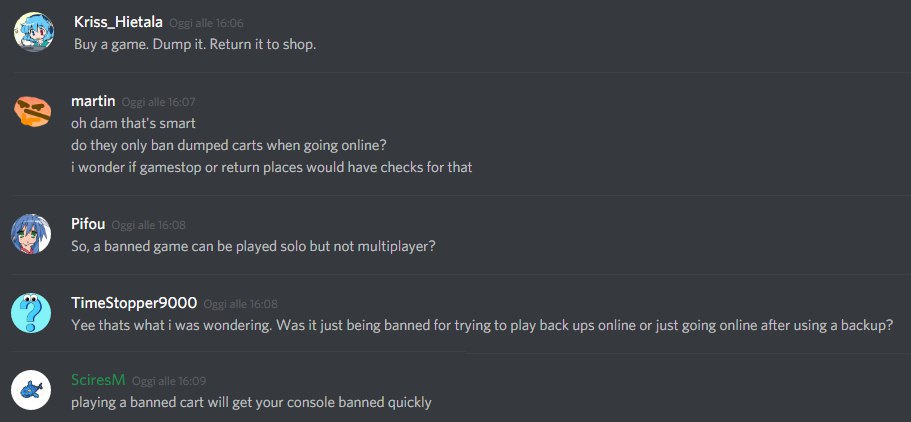 Kriss_Hietala Oggi alle 16:06
Buy a game. Dump it. Return it to shop.
martin Oggi alle 16:07
oh dam that's smart
do they only ban dumped carts when going online?
i wonder if gamestop or return places would have checks for that
Pifou Oggi alle 16:08
So, a banned game can be played solo but not multiplayer?
TimeStopper9000 Oggi alle 16:08
Yee thats what i was wondering. Was it just being banned for trying to play back ups online or just going online after using a backup?
SciresM Oggi alle 16:09
playing a banned cart will get your console banned quickly